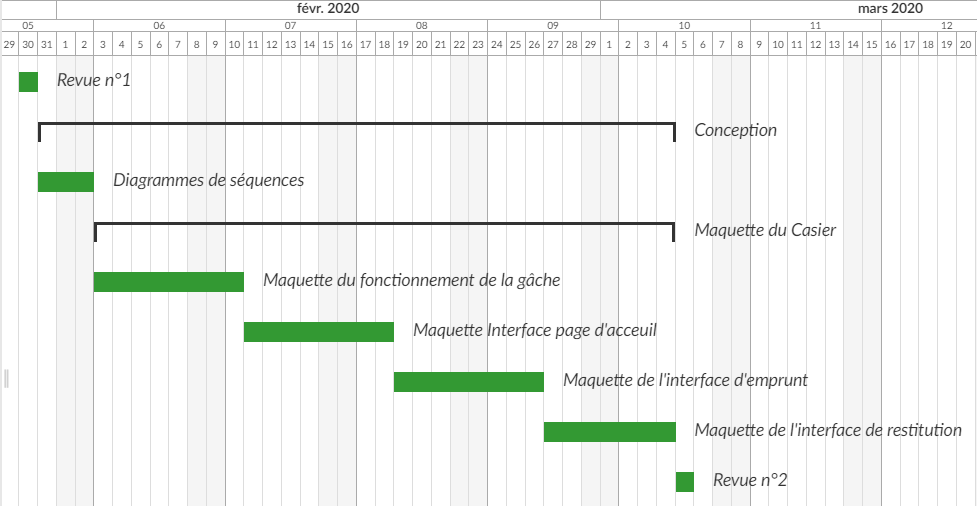 févr. 2020 mars 2020
05 06 07 08 09 10 11 12
29 30 31 1 2 3 4 5 6 7 8 9 10 11 12 13 14 15 16 17 18 19 20 21 22 23 24 25 26 27 28 29 1 2 3 4 5 6 7 8 9 10 11 12 13 14 15 16 17 18 19 20
Revue n°1
Conception
Diagrammes de séquences
Maquette du Casier
Maquette du fonctionnement de la gâche
Maquette Interface page d'acceuil
Maquette de l'interface d'emprunt
Maquette de l'interface de restitution
Revue n°2